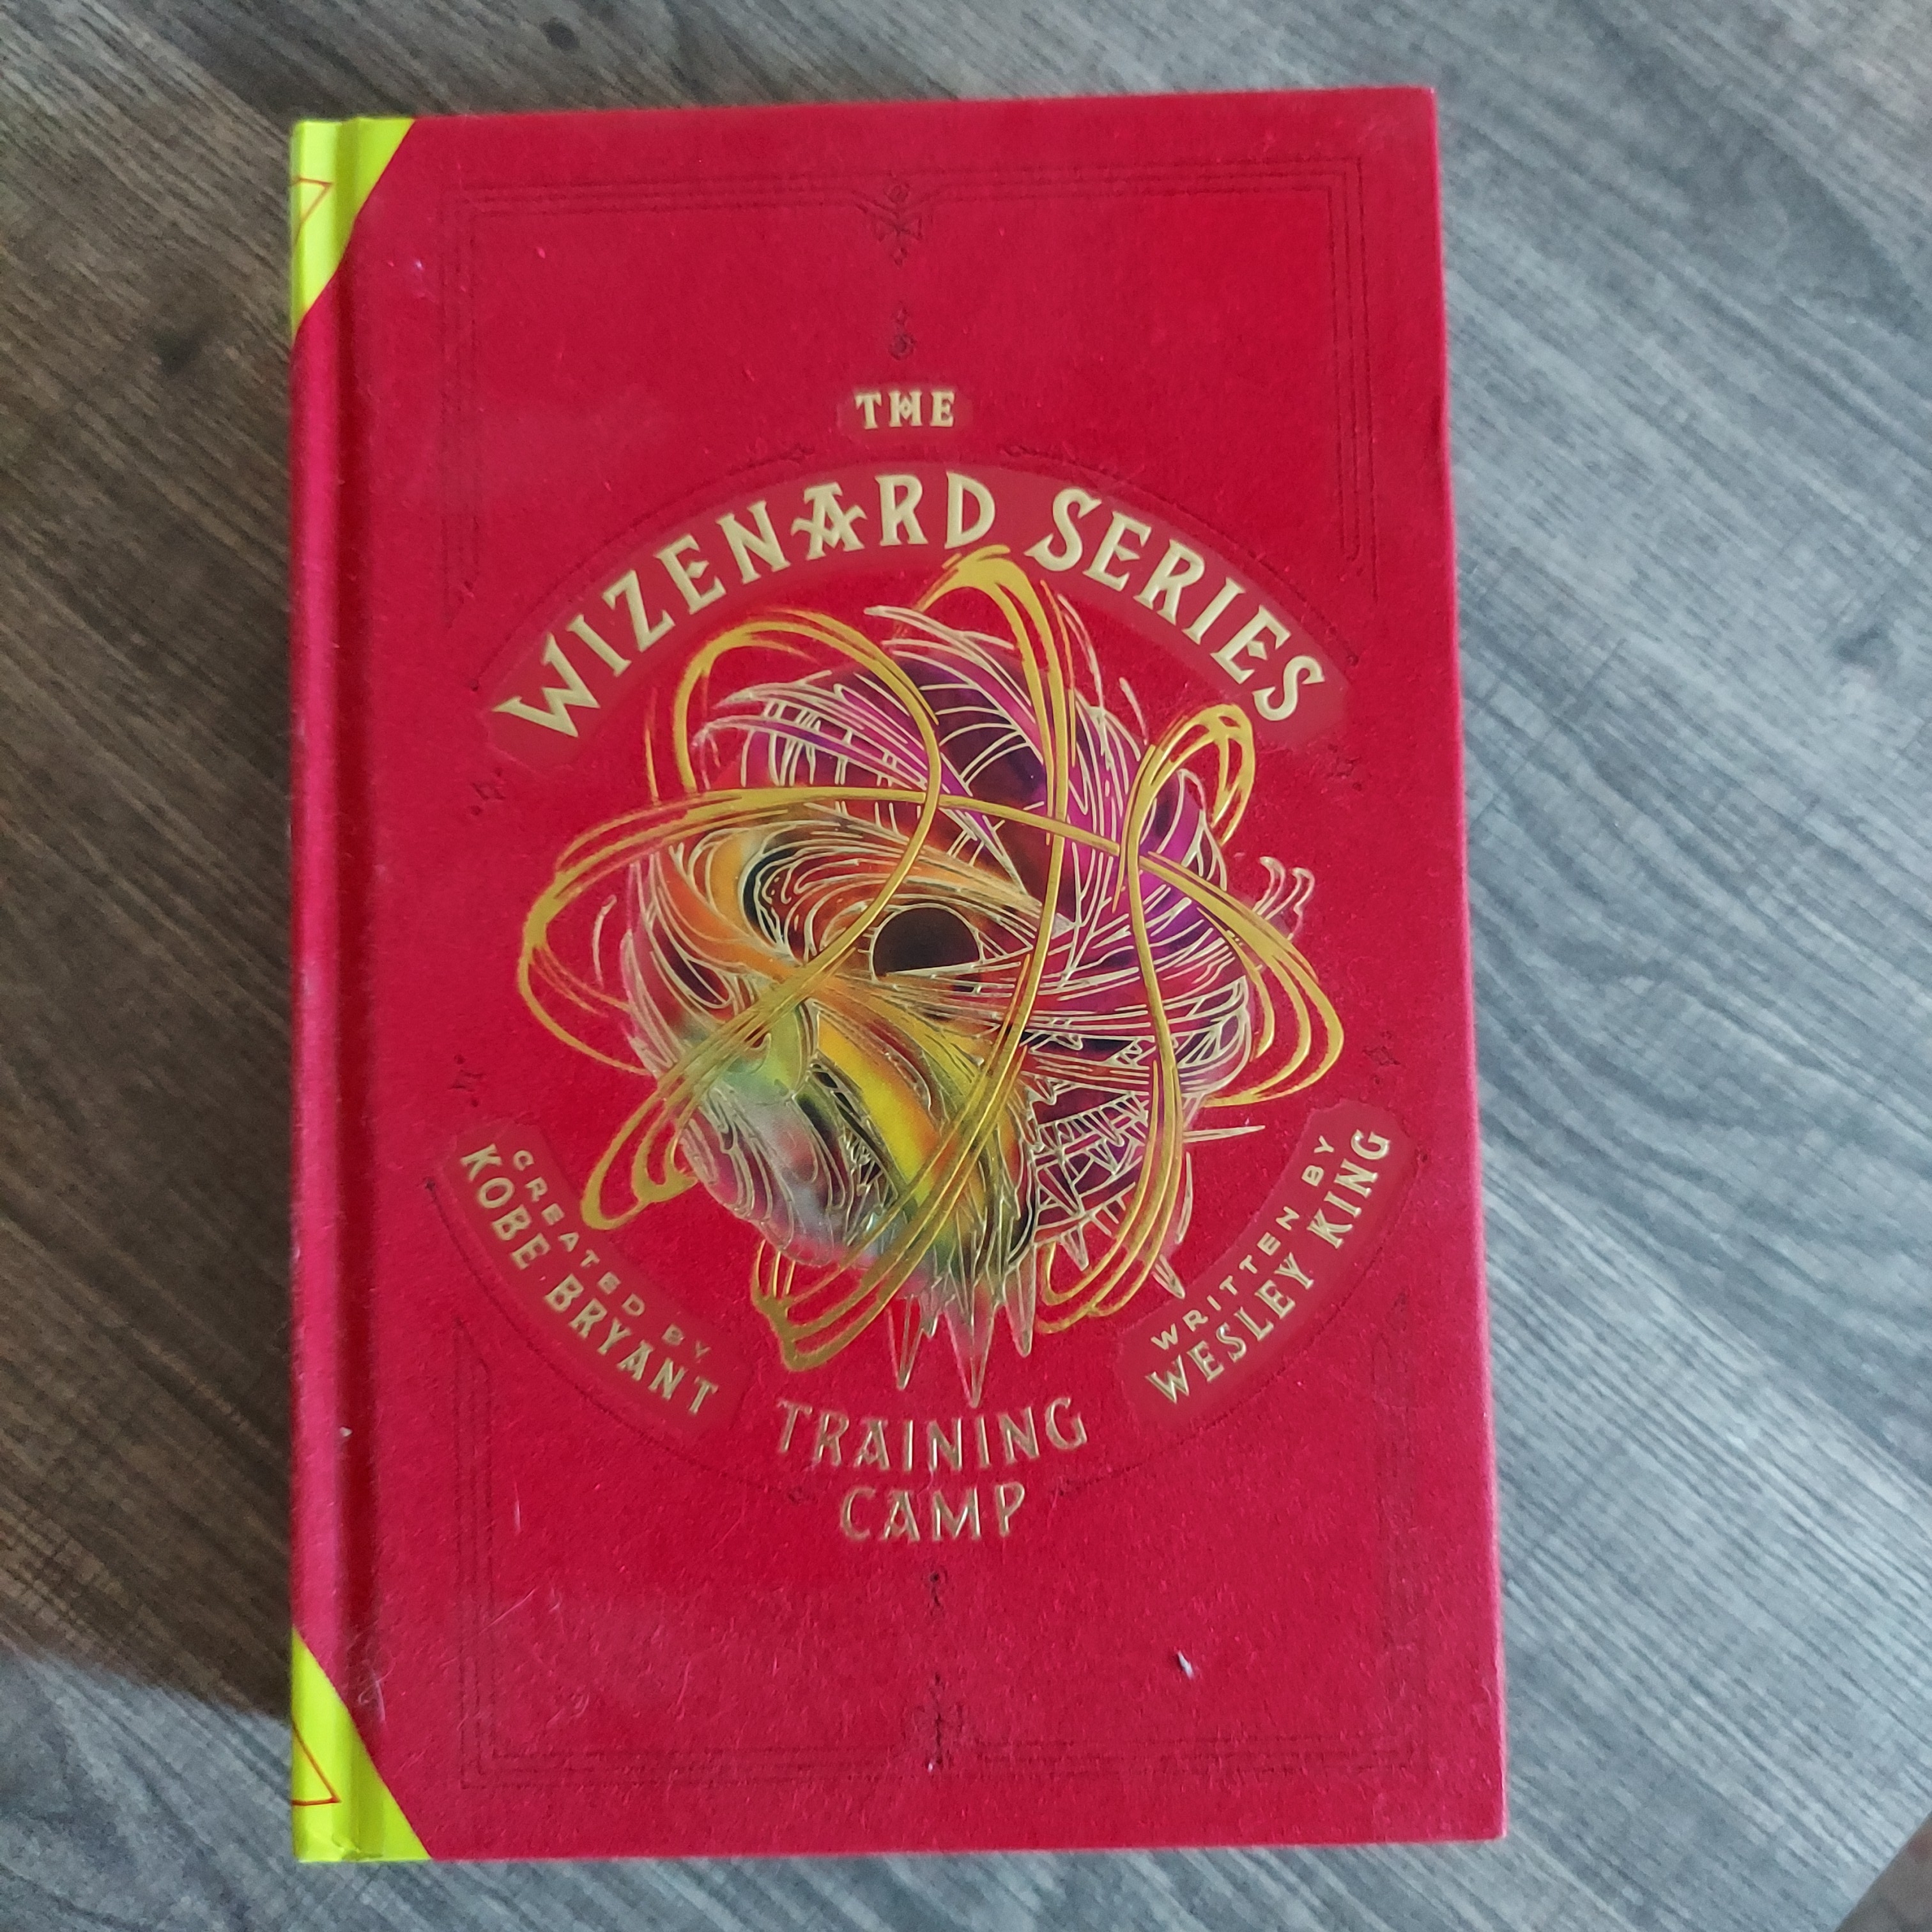 THE
WIZENARD SERIES
CREATED BY
KOBE BRYANT
WRITTEN BY
WESLEY KING
TRAINING
CAMP